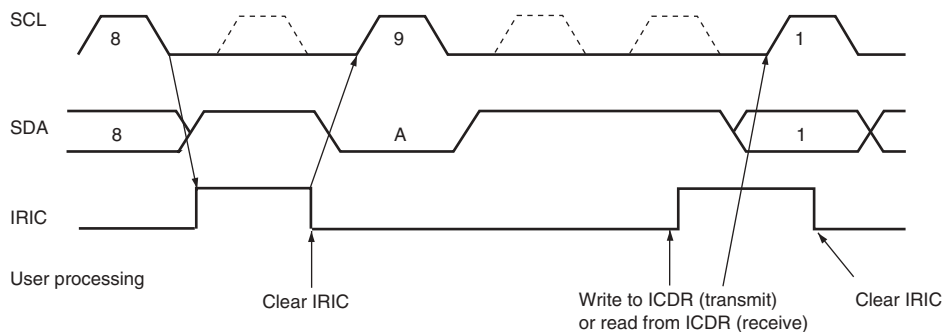 SCL
8
9
1
SDA
8
A
1
IRIC
User processing
Clear IRIC
Write to ICDR (transmit)
or read from ICDR (receive)
Clear IRIC